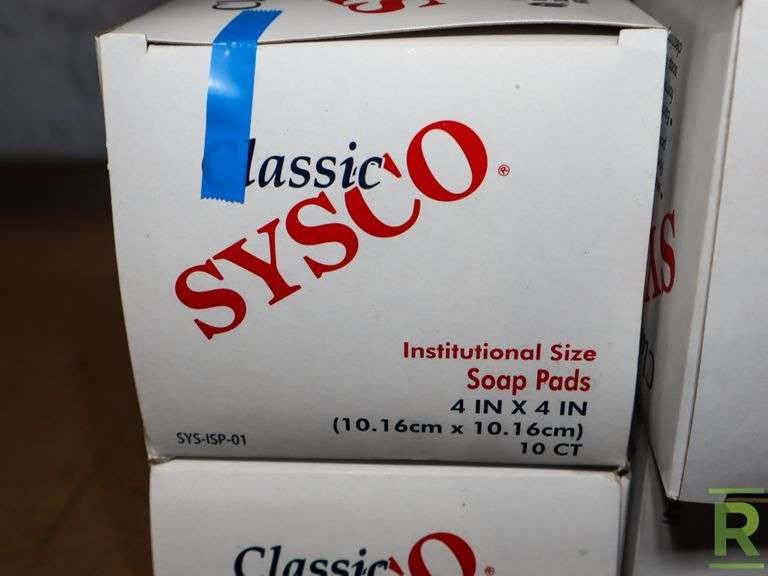 Classic
SYSCO®
Institutional Size
Soap Pads
4 IN X 4 IN
(10.16cm x 10.16cm)
10 CT
SYS-ISP-01
Classic
R